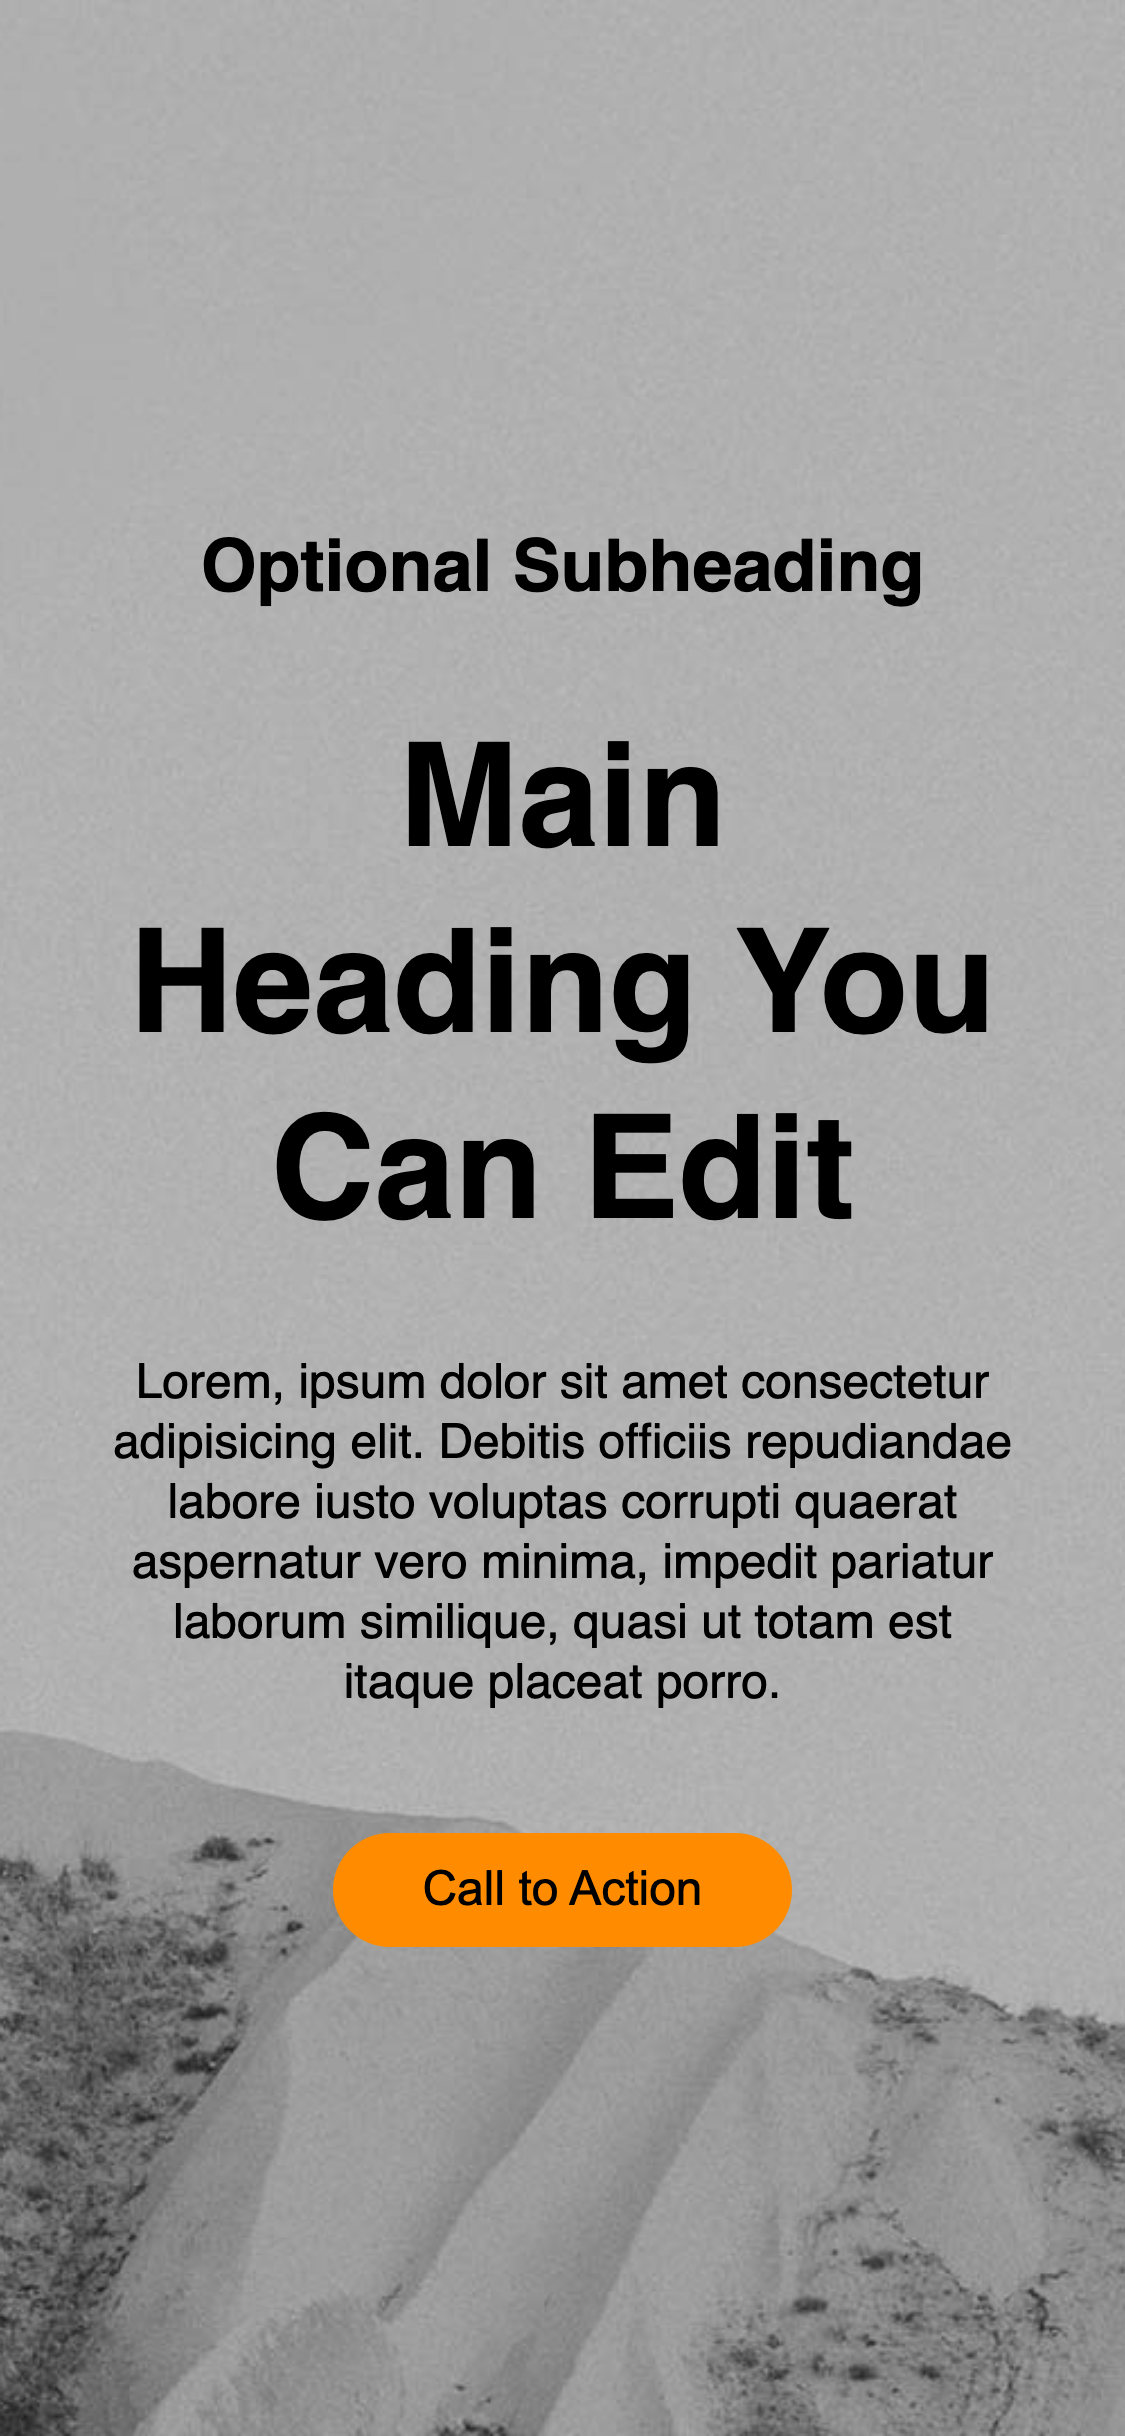 Optional Subheading
Main
Heading You
Can Edit
Lorem, ipsum dolor sit amet consectetur
adipisicing elit. Debitis officiis repudiandae
labore iusto voluptas corrupti quaerat
aspernatur vero minima, impedit pariatur
laborum similique, quasi ut totam est
itaque placeat porro.
Call to Action